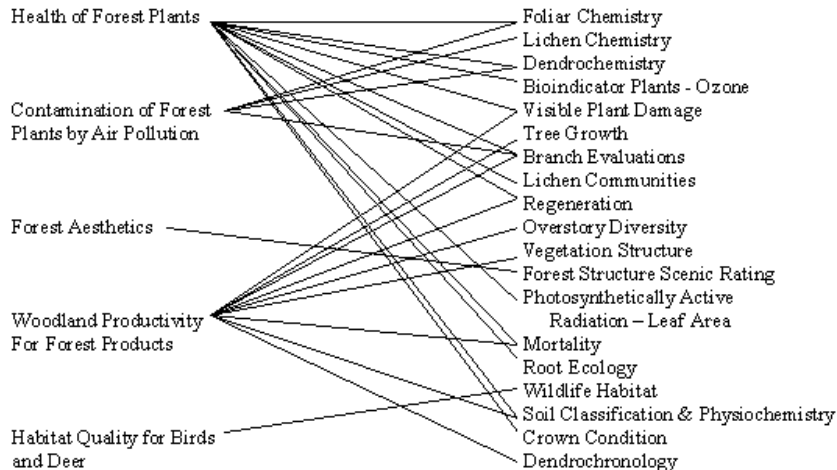 Health of Forest Plants
Contamination of Forest
Plants by Air Pollution
Forest Aesthetics
Woodland Productivity
For Forest Products
Habitat Quality for Birds
and Deer
Foliar Chemistry
Lichen Chemistry
Dendrochemistry
Bioindicator Plants - Ozone
Visible Plant Damage
Tree Growth
Branch Evaluations
Lichen Communities
Regeneration
Overstory Diversity
Vegetation Structure
Forest Structure Scenic Rating
Photosynthetically Active
Radiation – Leaf Area
Mortality
Root Ecology
Wildlife Habitat
Soil Classification & Physiochemistry
Crown Condition
Dendrochronology